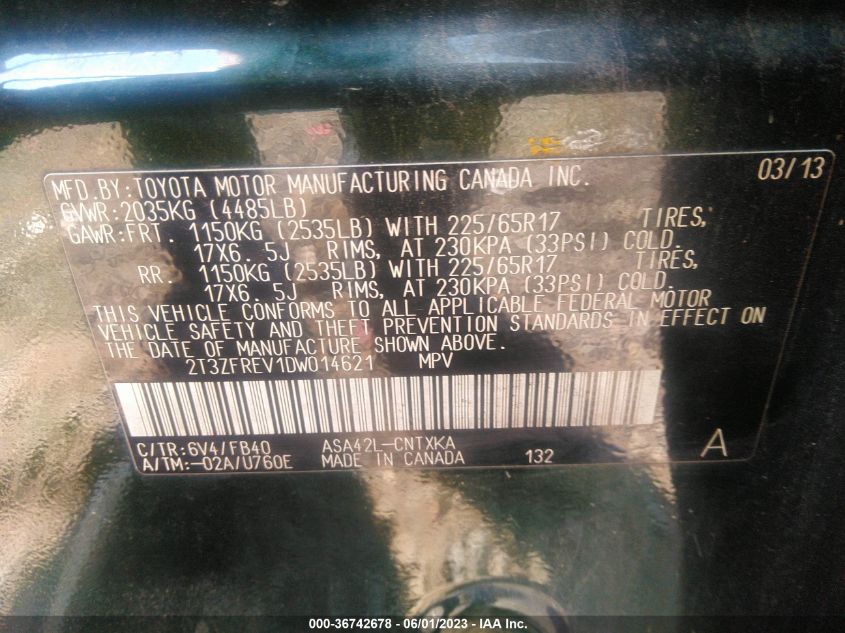 MFD.BY:TOYOTA MOTOR MANUFACTURING CANADA INC. 03/13
GVWR:2035KG (4485LB)
GAWR:FRT. 1150KG (2535LB) WITH 225/65R17 TIRES,
17X6. 5J RIMS, AT 230KPA (33PSI) COLD.
RR. 1150KG (2535LB) WITH 225/65R17 TIRES,
17X6. 5J RIMS, AT 230KPA (33PSI) COLD.
THIS VEHICLE CONFORMS TO ALL APPLICABLE FEDERAL MOTOR
VEHICLE SAFETY AND THEFT PREVENTION STANDARDS IN EFFECT ON
THE DATE OF MANUFACTURE SHOWN ABOVE.
2T3ZFREV1DW014621 MPV
C/TR:6V4/FB40 ASA42L-CNTXKA
A/TM:-02A/U760E MADE IN CANADA 132 A
000-36742678 - 06/01/2023 - IAA Inc.